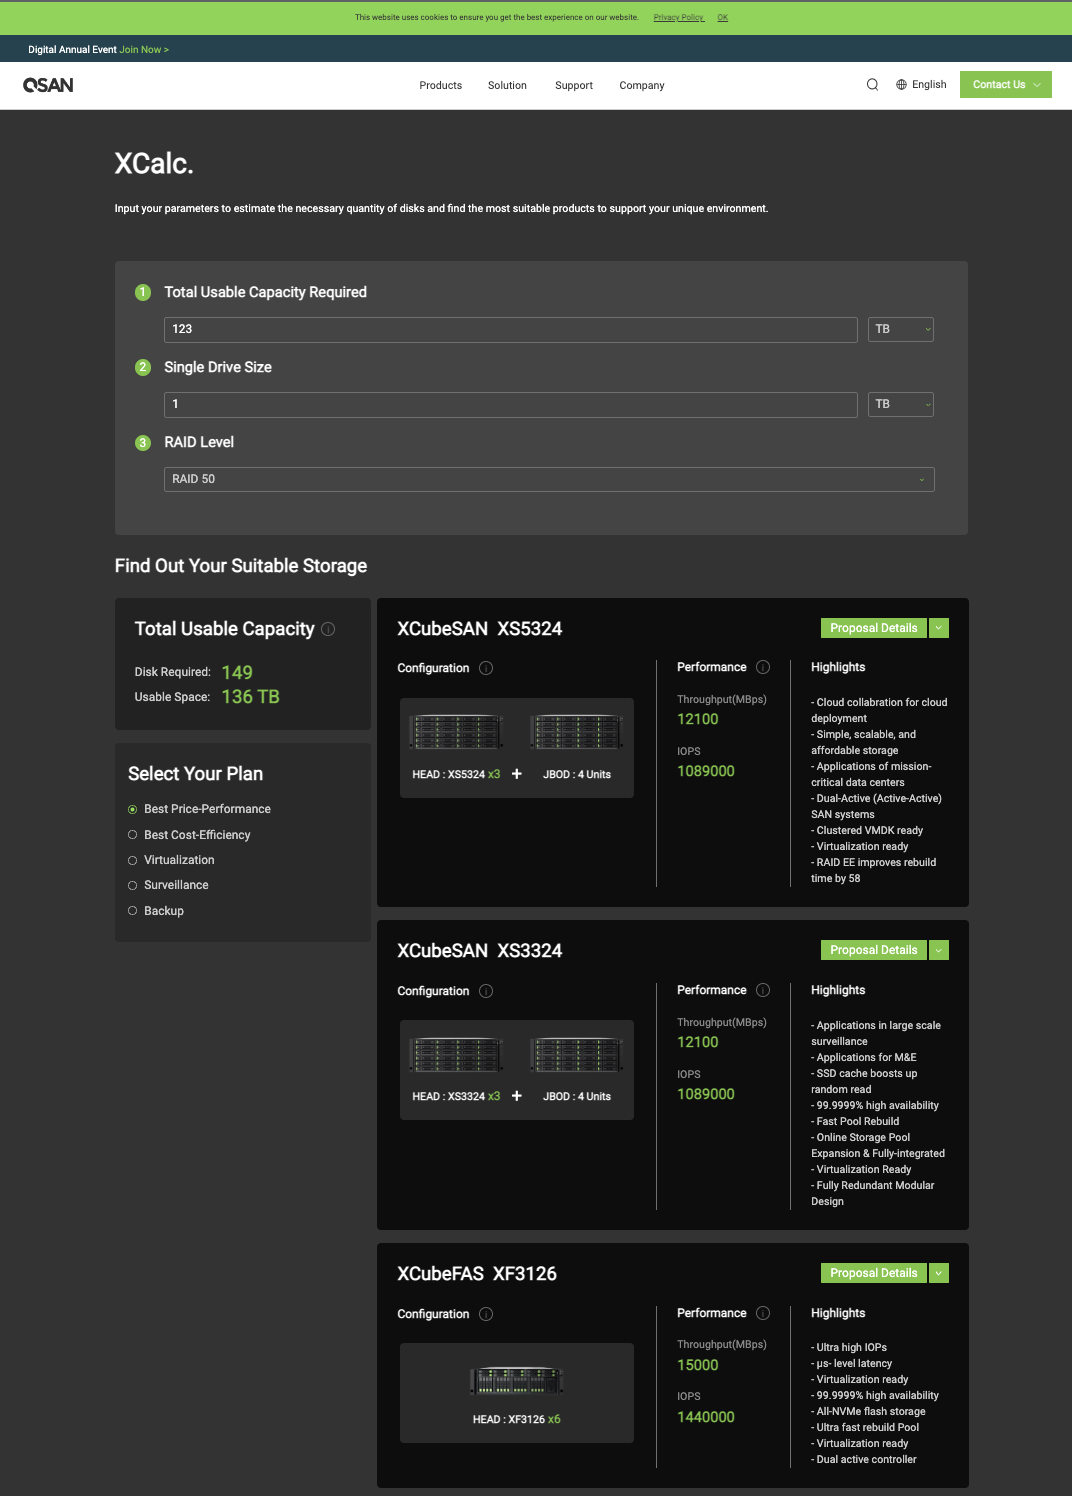 This website uses cookies to ensure you get the best experience on our website. Privacy Policy OK
Digital Annual Event Join Now >
QSAN Products Solution Support Company English Contact Us
XCalc.
Input your parameters to estimate the necessary quantity of disks and find the most suitable products to support your unique environment.
1 Total Usable Capacity Required
123 TB
2 Single Drive Size
1 TB
3 RAID Level
RAID 50
Find Out Your Suitable Storage
Total Usable Capacity
Disk Required: 149
Usable Space: 136 TB
Select Your Plan
Best Price-Performance
Best Cost-Efficiency
Virtualization
Surveillance
Backup
XCubeSAN XS5324
Proposal Details
Configuration
HEAD : XS5324 x3 + JBOD : 4 Units
Performance
Throughput(MBps)
12100
IOPS
1089000
Highlights
- Cloud collabration for cloud
deployment
- Simple, scalable, and
affordable storage
- Applications of mission-
critical data centers
- Dual-Active (Active-Active)
SAN systems
- Clustered VMDK ready
- Virtualization ready
- RAID EE improves rebuild
time by 58
XCubeSAN XS3324
Proposal Details
Configuration
HEAD : XS3324 x3 + JBOD : 4 Units
Performance
Throughput(MBps)
12100
IOPS
1089000
Highlights
- Applications in large scale
surveillance
- Applications for M&E
- SSD cache boosts up
random read
- 99.9999% high availability
- Fast Pool Rebuild
- Online Storage Pool
Expansion & Fully-integrated
- Virtualization Ready
- Fully Redundant Modular
Design
XCubeFAS XF3126
Proposal Details
Configuration
HEAD : XF3126 x6
Performance
Throughput(MBps)
15000
IOPS
1440000
Highlights
- Ultra high IOPs
- μs- level latency
- Virtualization ready
- 99.9999% high availability
- All-NVMe flash storage
- Ultra fast rebuild Pool
- Virtualization ready
- Dual active controller